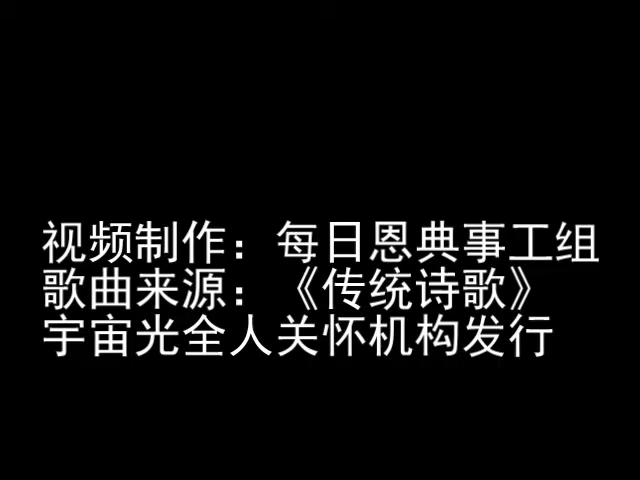 视频制作：每日恩典事工组
歌曲来源：《传统诗歌》
宇宙光全人关怀机构发行